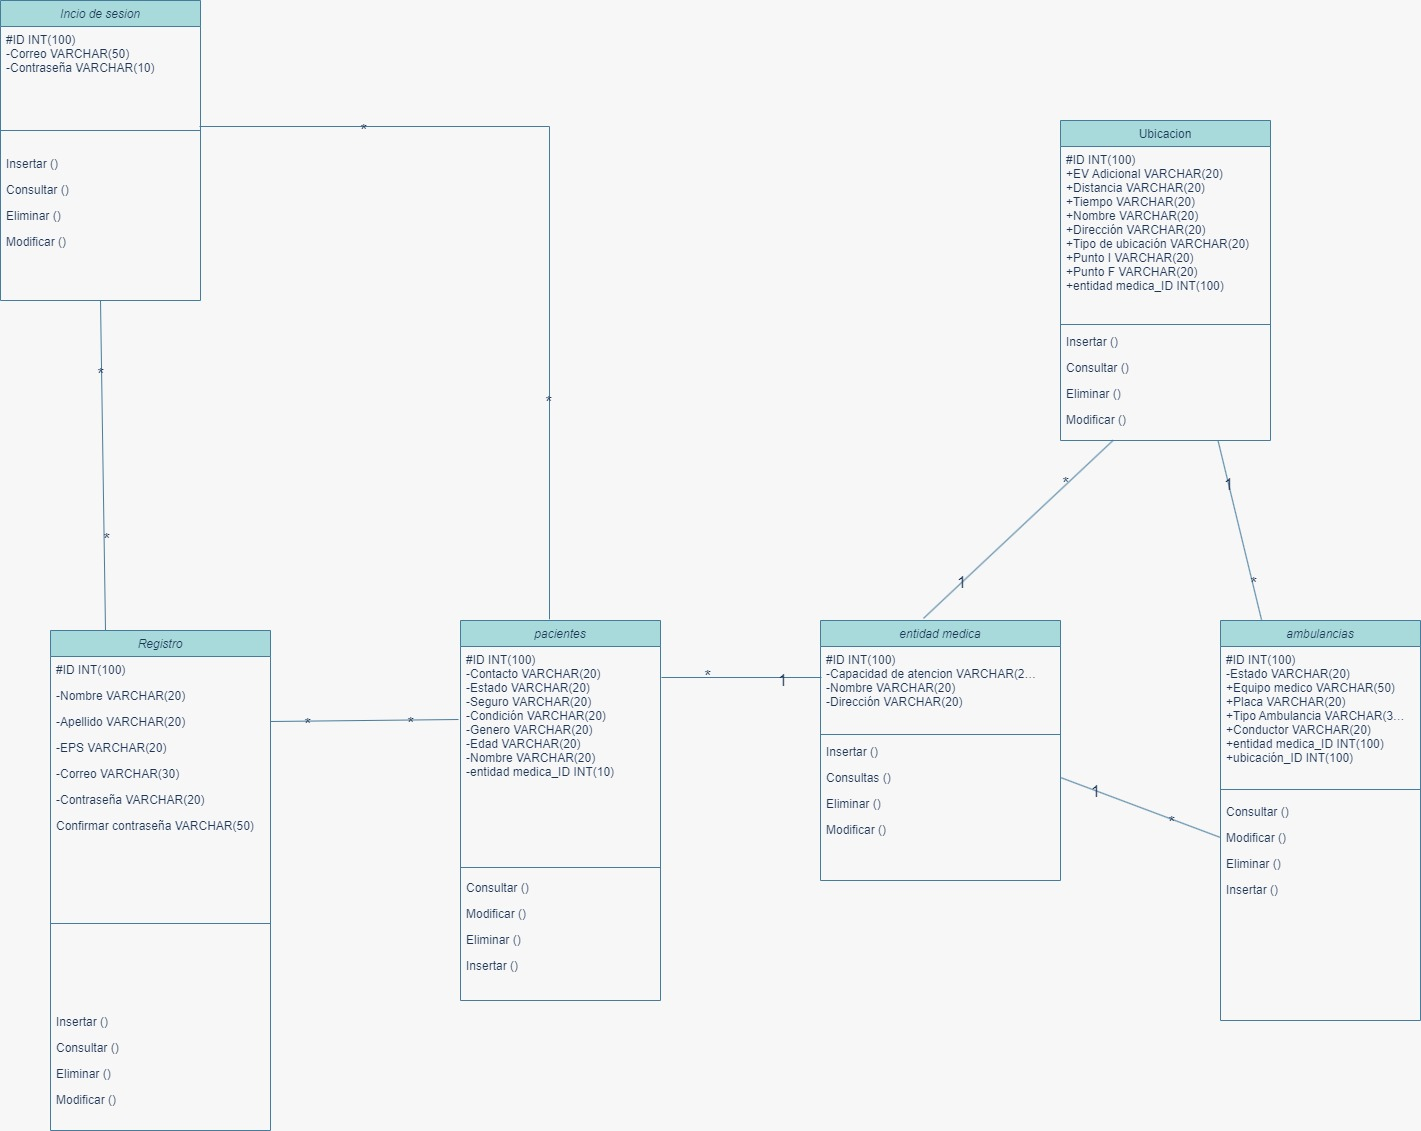 Incio de sesion
#ID INT(100)
-Correo VARCHAR(50)
-Contraseña VARCHAR(10)
Insertar ()
Consultar ()
Eliminar ()
Modificar ()
*
*
*
*
Ubicacion
#ID INT(100)
+EV Adicional VARCHAR(20)
+Distancia VARCHAR(20)
+Tiempo VARCHAR(20)
+Nombre VARCHAR(20)
+Dirección VARCHAR(20)
+Tipo de ubicación VARCHAR(20)
+Punto I VARCHAR(20)
+Punto F VARCHAR(20)
+entidad medica_ID INT(100)
Insertar ()
Consultar ()
Eliminar ()
Modificar ()
*
1
1
*
Registro
#ID INT(100)
-Nombre VARCHAR(20)
-Apellido VARCHAR(20)
-EPS VARCHAR(20)
-Correo VARCHAR(30)
-Contraseña VARCHAR(20)
Confirmar contraseña VARCHAR(50)
Insertar ()
Consultar ()
Eliminar ()
Modificar ()
*
*
pacientes
#ID INT(100)
-Contacto VARCHAR(20)
-Estado VARCHAR(20)
-Seguro VARCHAR(20)
-Condición VARCHAR(20)
-Genero VARCHAR(20)
-Edad VARCHAR(20)
-Nombre VARCHAR(20)
-entidad medica_ID INT(10)
Consultar ()
Modificar ()
Eliminar ()
Insertar ()
*
1
entidad medica
#ID INT(100)
-Capacidad de atencion VARCHAR(2...
-Nombre VARCHAR(20)
-Dirección VARCHAR(20)
Insertar ()
Consultas ()
Eliminar ()
Modificar ()
1
*
ambulancias
#ID INT(100)
-Estado VARCHAR(20)
+Equipo medico VARCHAR(50)
+Placa VARCHAR(20)
+Tipo Ambulancia VARCHAR(3...
+Conductor VARCHAR(20)
+entidad medica_ID INT(100)
+ubicación_ID INT(100)
Consultar ()
Modificar ()
Eliminar ()
Insertar ()